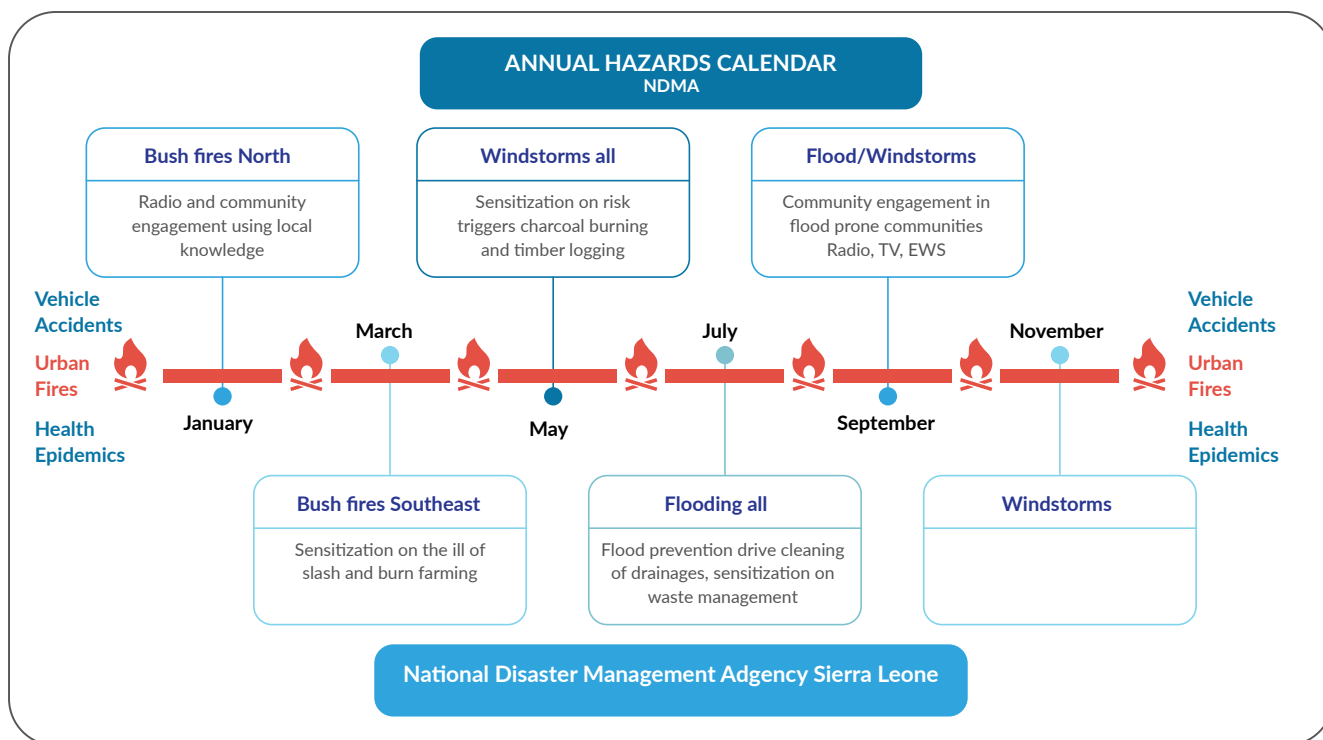 ANNUAL HAZARDS CALENDAR
NDMA
Bush fires North
Radio and community
engagement using local
knowledge
Windstorms all
Sensitization on risk
triggers charcoal burning
and timber logging
Flood/Windstorms
Community engagement in
flood prone communities
Radio, TV, EWS
Vehicle
Accidents
Urban
Fires
Health
Epidemics
January
March
May
July
September
November
Vehicle
Accidents
Urban
Fires
Health
Epidemics
Bush fires Southeast
Sensitization on the ill of
slash and burn farming
Flooding all
Flood prevention drive cleaning
of drainages, sensitization on
waste management
Windstorms
National Disaster Management Adgency Sierra Leone